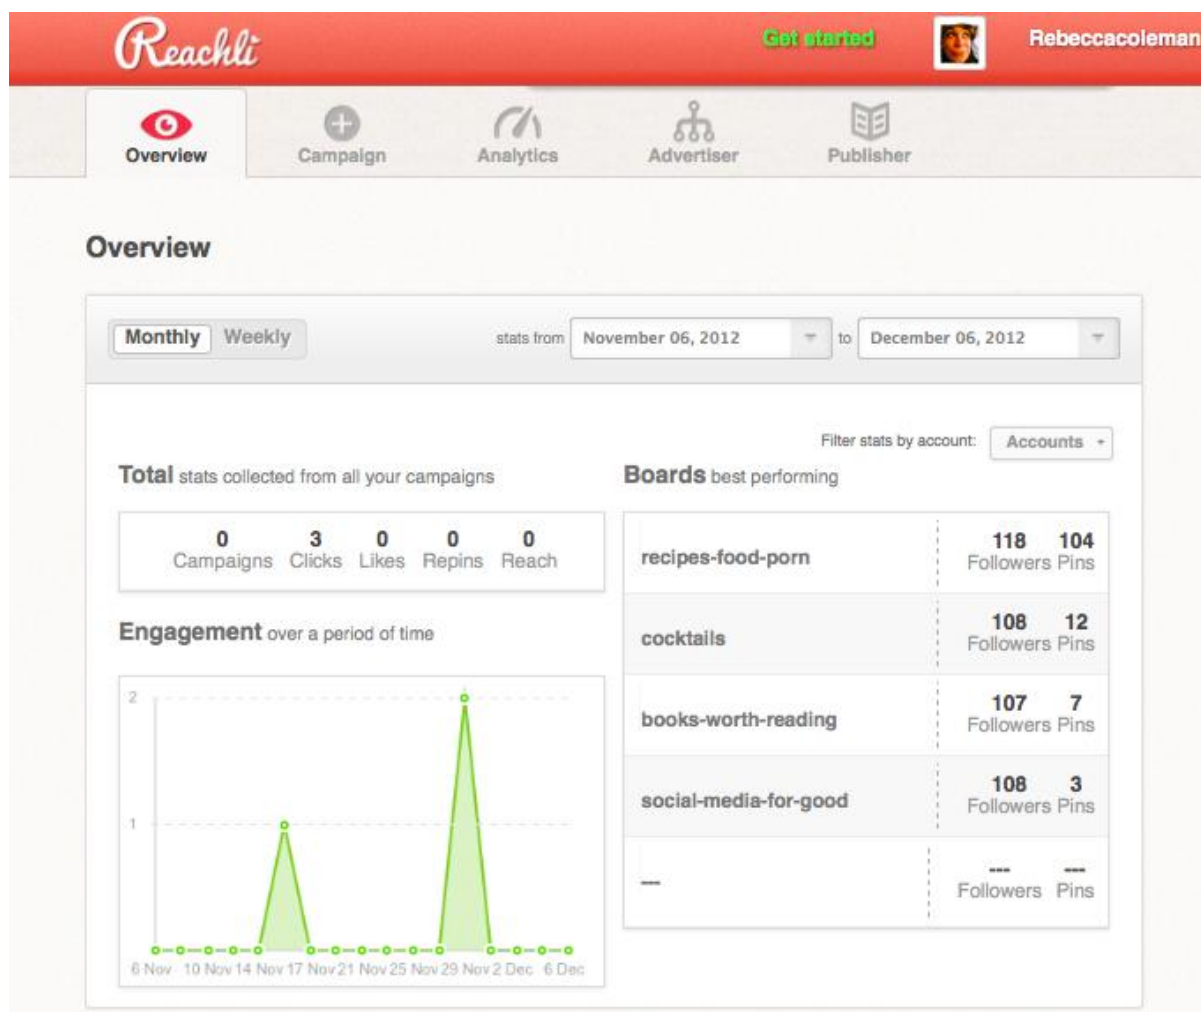 Reachli
Get started
Rebeccacoleman
Overview
Campaign
Analytics
Advertiser
Publisher
Overview
Monthly Weekly
stats from November 06, 2012 to December 06, 2012
Filter stats by account: Accounts
Total stats collected from all your campaigns
0 3 0 0 0
Campaigns Clicks Likes Repins Reach
Engagement over a period of time
2
1
0
6 Nov 10 Nov 14 Nov 17 Nov 21 Nov 25 Nov 29 Nov 2 Dec 6 Dec
Boards best performing
recipes-food-porn
118 104
Followers Pins
cocktails
108 12
Followers Pins
books-worth-reading
107 7
Followers Pins
social-media-for-good
108 3
Followers Pins
---
--- ---
Followers Pins